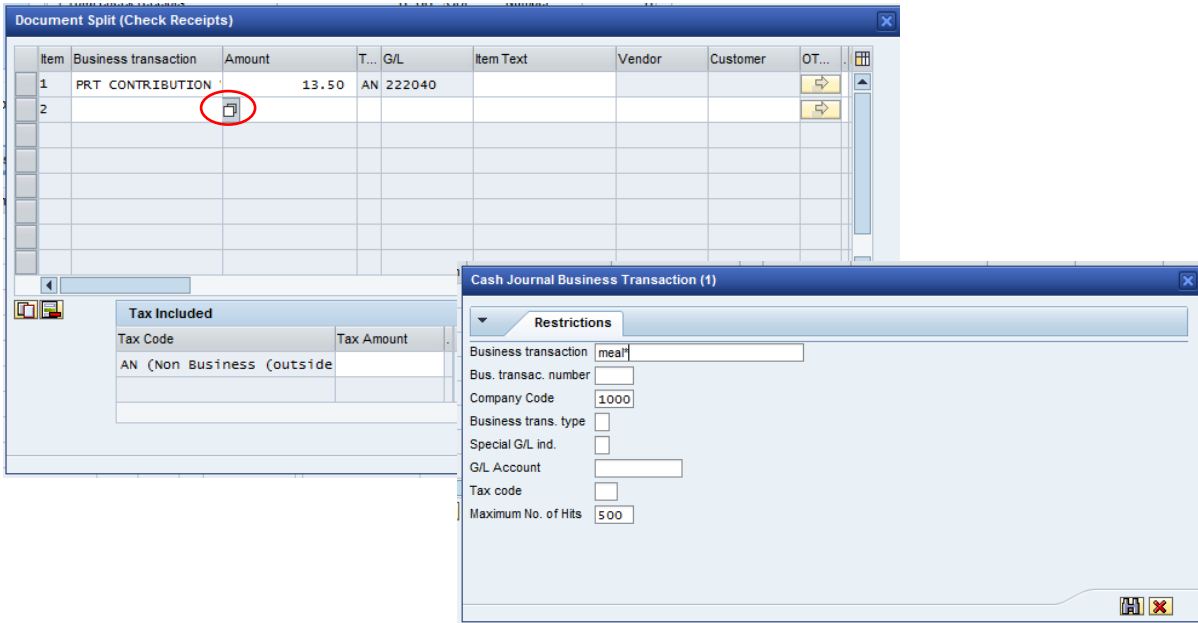 Document Split (Check Receipts)
Item Business transaction Amount T... G/L Item Text Vendor Customer OT... .
1 PRT CONTRIBUTION 13.50 AN 222040
2
Tax Included
Tax Code Tax Amount .
AN (Non Business (outside
Cash Journal Business Transaction (1)
Restrictions
Business transaction meal*
Bus. transac. number
Company Code 1000
Business trans. type
Special G/L ind.
G/L Account
Tax code
Maximum No. of Hits 500